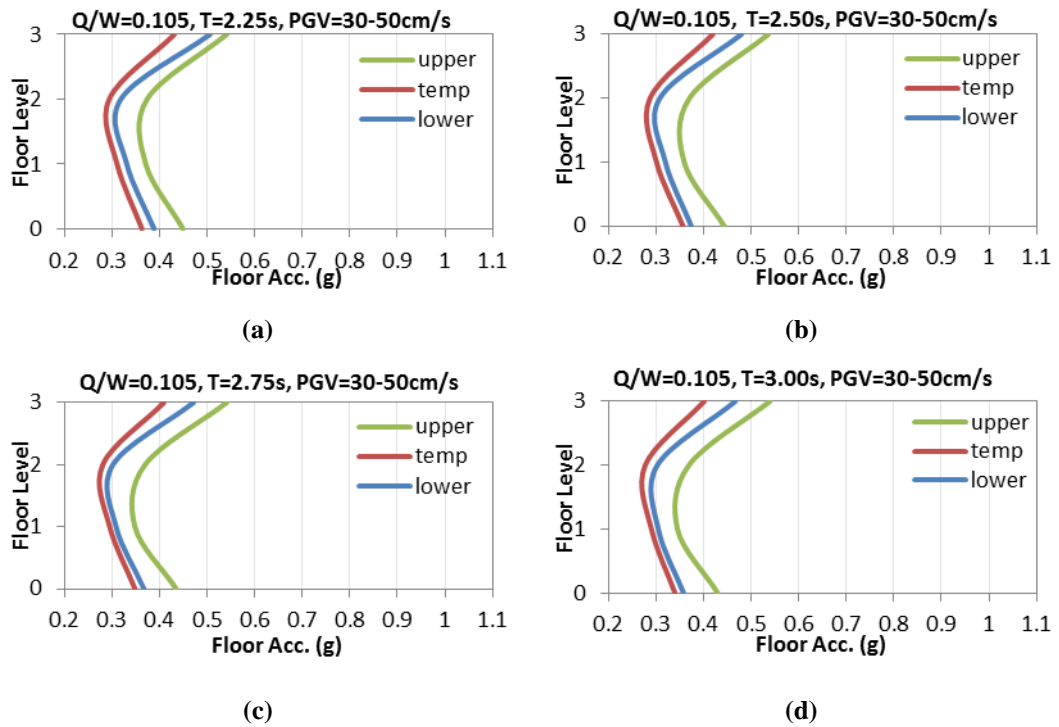 Q/W=0.105, T=2.25s, PGV=30-50cm/s
3
2
1
0
Floor Level
upper
temp
lower
0.2 0.3 0.4 0.5 0.6 0.7 0.8 0.9 1 1.1
Floor Acc. (g)
(a)
Q/W=0.105, T=2.50s, PGV=30-50cm/s
3
2
1
0
Floor Level
upper
temp
lower
0.2 0.3 0.4 0.5 0.6 0.7 0.8 0.9 1 1.1
Floor Acc. (g)
(b)
Q/W=0.105, T=2.75s, PGV=30-50cm/s
3
2
1
0
Floor Level
upper
temp
lower
0.2 0.3 0.4 0.5 0.6 0.7 0.8 0.9 1 1.1
Floor Acc. (g)
(c)
Q/W=0.105, T=3.00s, PGV=30-50cm/s
3
2
1
0
Floor Level
upper
temp
lower
0.2 0.3 0.4 0.5 0.6 0.7 0.8 0.9 1 1.1
Floor Acc. (g)
(d)